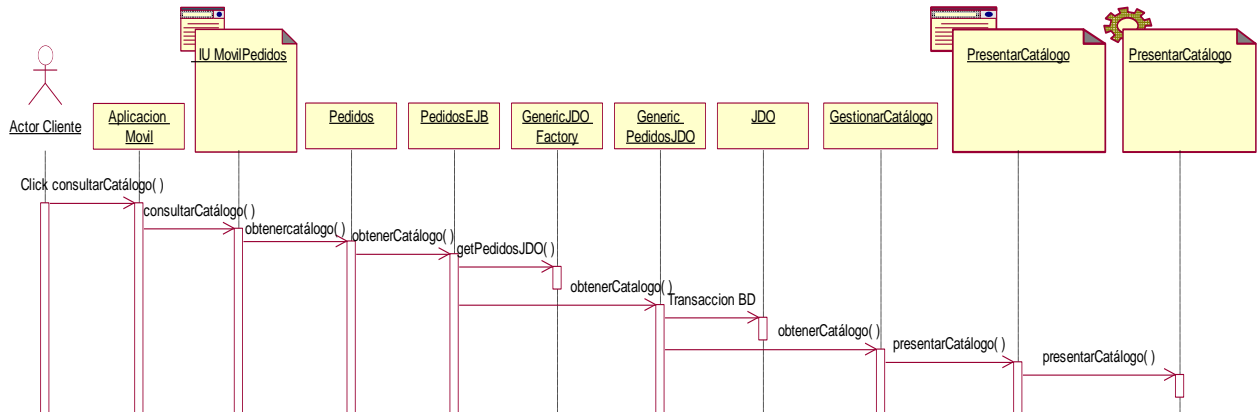 IU MovilPedidos
PresentarCatálogo
PresentarCatálogo
Actor Cliente
Aplicacion
Movil
Pedidos
PedidosEJB
GenericJDO
Factory
Generic
PedidosJDO
JDO
GestionarCatálogo
Click consultarCatálogo( )
consultarCatálogo( )
obtenercatálogo( )
obtenerCatálogo( )
getPedidosJDO( )
obtenerCatalogo( )
Transaccion BD
obtenerCatálogo( )
presentarCatálogo( )
presentarCatálogo( )